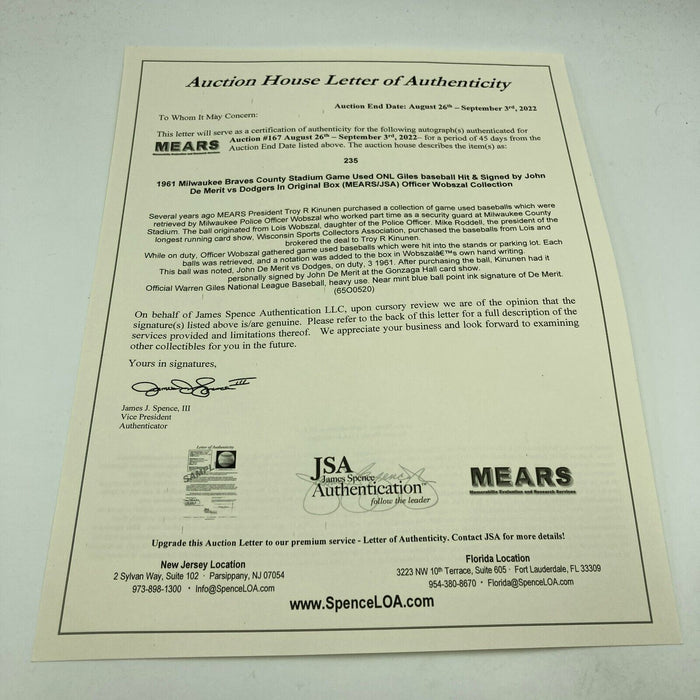 Auction House Letter of Authenticity
Auction End Date: August 26th – September 3rd, 2022
To Whom It May Concern:
This letter will serve as a certification of authenticity for the following autograph(s) authenticated for
MEARS Auction #167 August 26th – September 3rd, 2022– for a period of 45 days from the
Auction End Date listed above. The auction house describes the item(s) as:
235
1961 Milwaukee Braves County Stadium Game Used ONL Giles baseball Hit & Signed by John
De Merit vs Dodgers In Original Box (MEARS/JSA) Officer Wobszal Collection
Several years ago MEARS President Troy R Kinunen purchased a collection of game used baseballs which were
retrieved by Milwaukee Police Officer Wobszal who worked part time as a security guard at Milwaukee County
Stadium. The ball originated from Lois Wobszal, daughter of the Police Officer. Mike Roddell, the president of the
longest running card show, Wisconsin Sports Collectors Association, purchased the baseballs from Lois and
brokered the deal to Troy R Kinunen.
While on duty, Officer Wobszal gathered game used baseballs which were hit into the stands or parking lot. Each
balls was retrieved, and a notation was added to the box in Wobszalâ€™s own hand writing.
This ball was noted, John De Merit vs Dodges, on duty, 3 1961. After purchasing the ball, Kinunen had it
personally signed by John De Merit at the Gonzaga Hall card show.
Official Warren Giles National League Baseball, heavy use. Near mint blue ball point ink signature of De Merit.
(65O0520)
On behalf of James Spence Authentication LLC, upon cursory review we are of the opinion that the
signature(s) listed above is/are genuine. Please refer to the back of this letter for a full description of the
services provided and limitations thereof. We appreciate your business and look forward to examining
other collectibles for you in the future.
Yours in signatures,
James J. Spence, III
Vice President
Authenticator
Letter of Authenticity
SAMPLE
JSA
James Spence
Authentication™
follow the leader
MEARS
Memorabilia Evaluation and Research Services
Upgrade this Auction Letter to our premium service - Letter of Authenticity. Contact JSA for more details!
New Jersey Location
2 Sylvan Way, Suite 102 · Parsippany, NJ 07054
973-898-1300 · Info@SpenceLOA.com
Florida Location
3223 NW 10th Terrace, Suite 605 · Fort Lauderdale, FL 33309
954-380-8670 · Florida@SpenceLOA.com
www.SpenceLOA.com